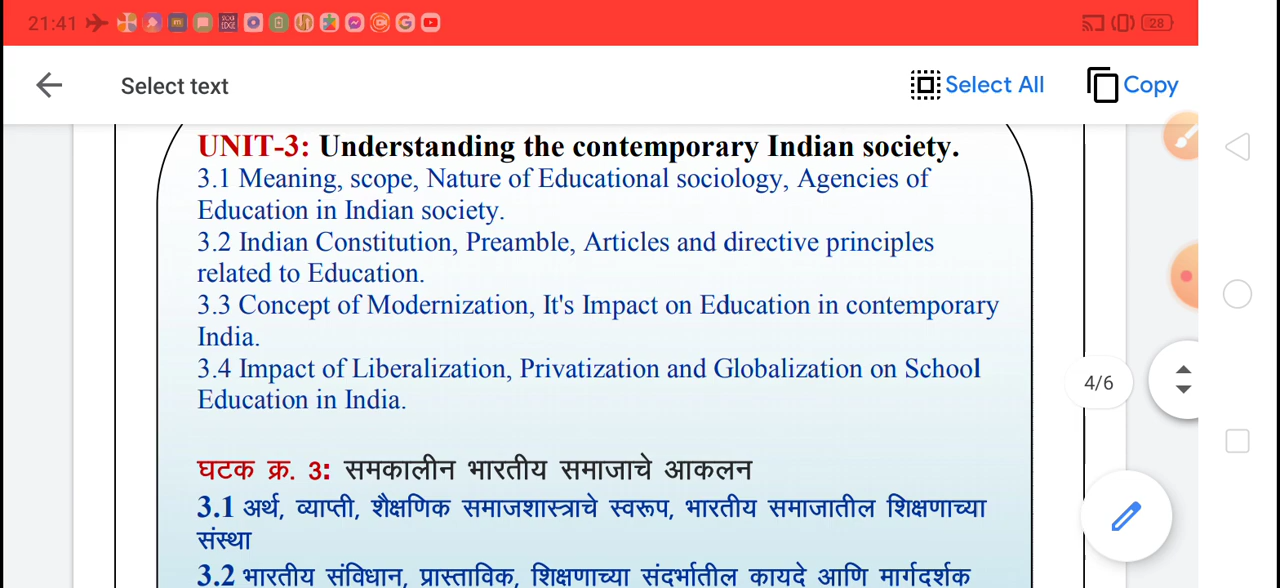 21:41
28
Select text
Select All
Copy
UNIT-3: Understanding the contemporary Indian society.
3.1 Meaning, scope, Nature of Educational sociology, Agencies of
Education in Indian society.
3.2 Indian Constitution, Preamble, Articles and directive principles
related to Education.
3.3 Concept of Modernization, It's Impact on Education in contemporary
India.
3.4 Impact of Liberalization, Privatization and Globalization on School
Education in India.
4/6
घटक क्र. 3: समकालीन भारतीय समाजाचे आकलन
3.1 अर्थ, व्याप्ती, शैक्षणिक समाजशास्त्राचे स्वरूप, भारतीय समाजातील शिक्षणाच्या
संस्था
3.2 भारतीय संविधान, प्रास्ताविक, शिक्षणाच्या संदर्भातील कायदे आणि मार्गदर्शक